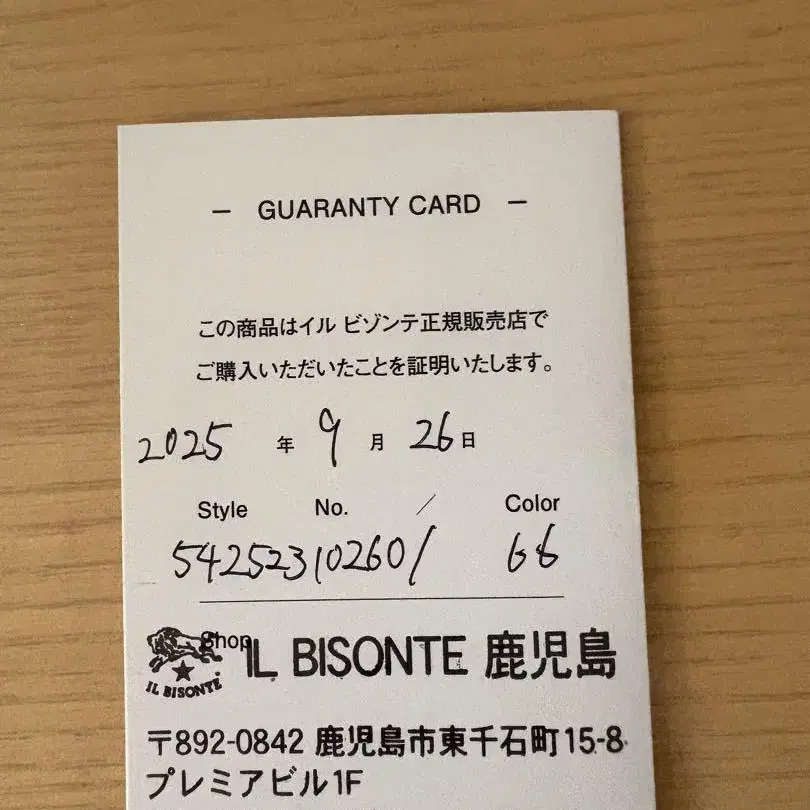 — GUARANTY CARD —
この商品はイル ビゾンテ正規販売店で
ご購入いただいたことを証明いたします。
2025 年 9 月 26 日
Style No. / Color
54252310260/ 66
Shop IL BISONTE 鹿児島
IL BISONTE
〒892-0842 鹿児島市東千石町15-8
プレミアビル1F